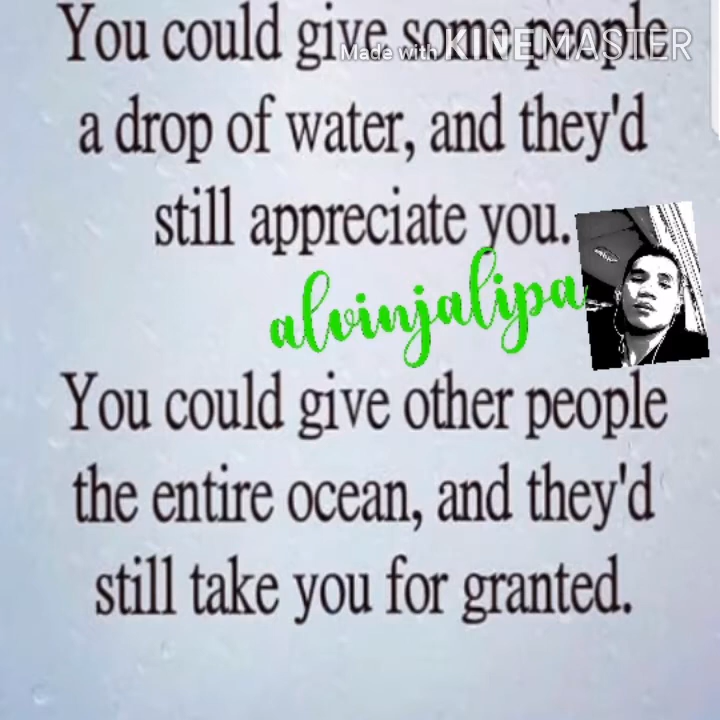 You could give some people
Made with KINEMASTER
a drop of water, and they'd
still appreciate you.
alvinjalipa
You could give other people
the entire ocean, and they'd
still take you for granted.